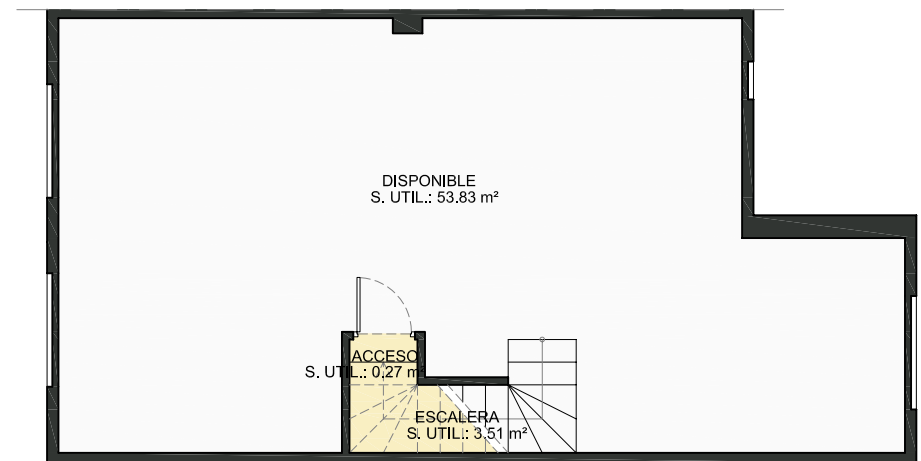 DISPONIBLE
S. UTIL.: 53.83 m²
ACCESO
S. UTIL.: 0,27 m²
ESCALERA
S. UTIL.: 3.51 m²